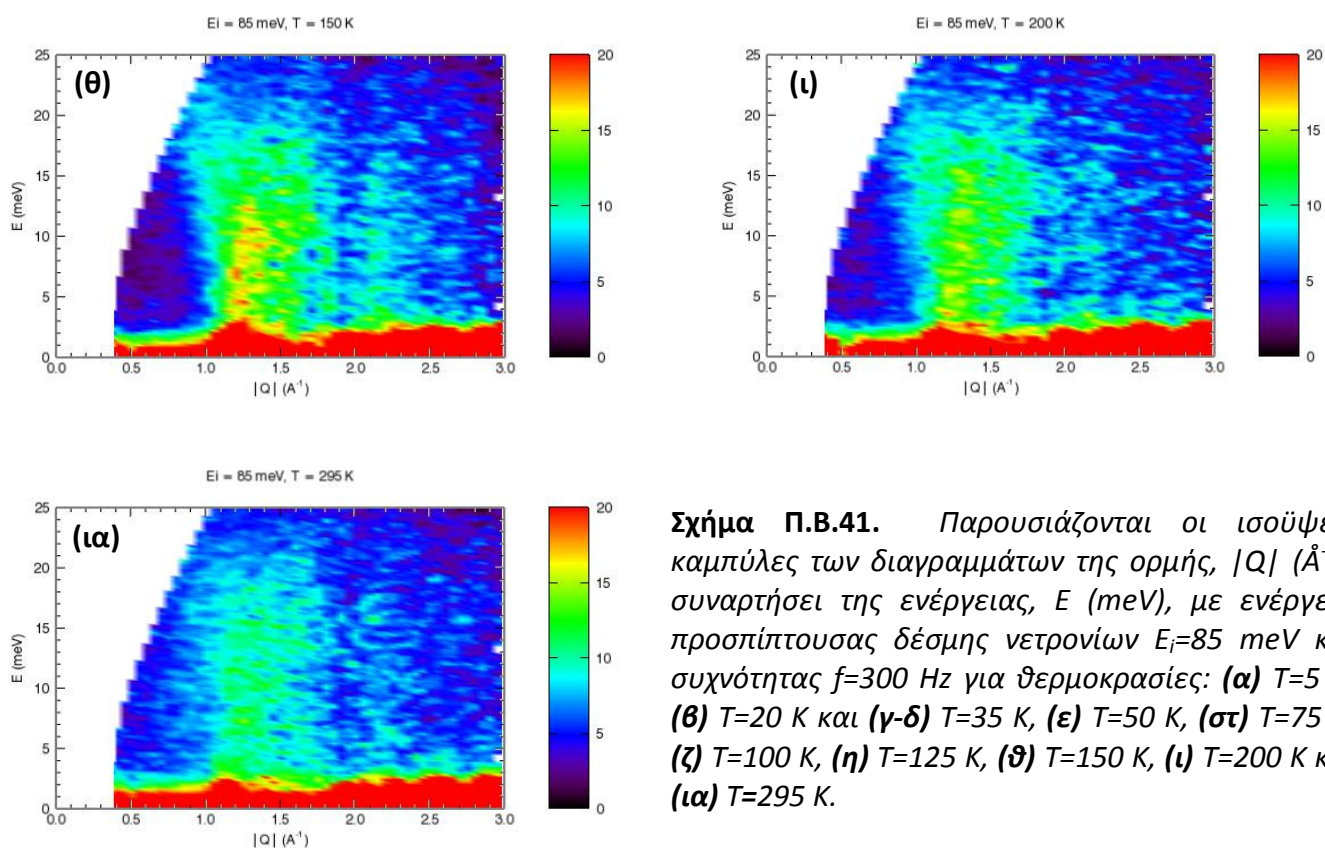 Ei = 85 meV, T = 150 K
(θ)
25
20
15
10
5
0
E (meV)
0.0 0.5 1.0 1.5 2.0 2.5 3.0
|Q| (A⁻¹)
20
15
10
5
0
Ei = 85 meV, T = 200 K
(ι)
25
20
15
10
5
0
E (meV)
0.0 0.5 1.0 1.5 2.0 2.5 3.0
|Q| (A⁻¹)
20
15
10
5
0
Ei = 85 meV, T = 295 K
(ια)
25
20
15
10
5
0
E (meV)
0.0 0.5 1.0 1.5 2.0 2.5 3.0
|Q| (A⁻¹)
20
15
10
5
0
Σχήμα Π.Β.41. Παρουσιάζονται οι
καμπύλες των διαγραμμάτων της ορμής, |Q|
συναρτήσει της ενέργειας, E (meV), με
προσπίπτουσας δέσμης νετρονίων Ei=85 meV
συχνότητας f=300 Hz για θερμοκρασίες: (α) T=5
(β) T=20 K και (γ-δ) T=35 K, (ε) T=50 K, (στ) T=75
(ζ) T=100 K, (η) T=125 K, (θ) T=150 K, (ι) T=200 K
(ια) T=295 K.